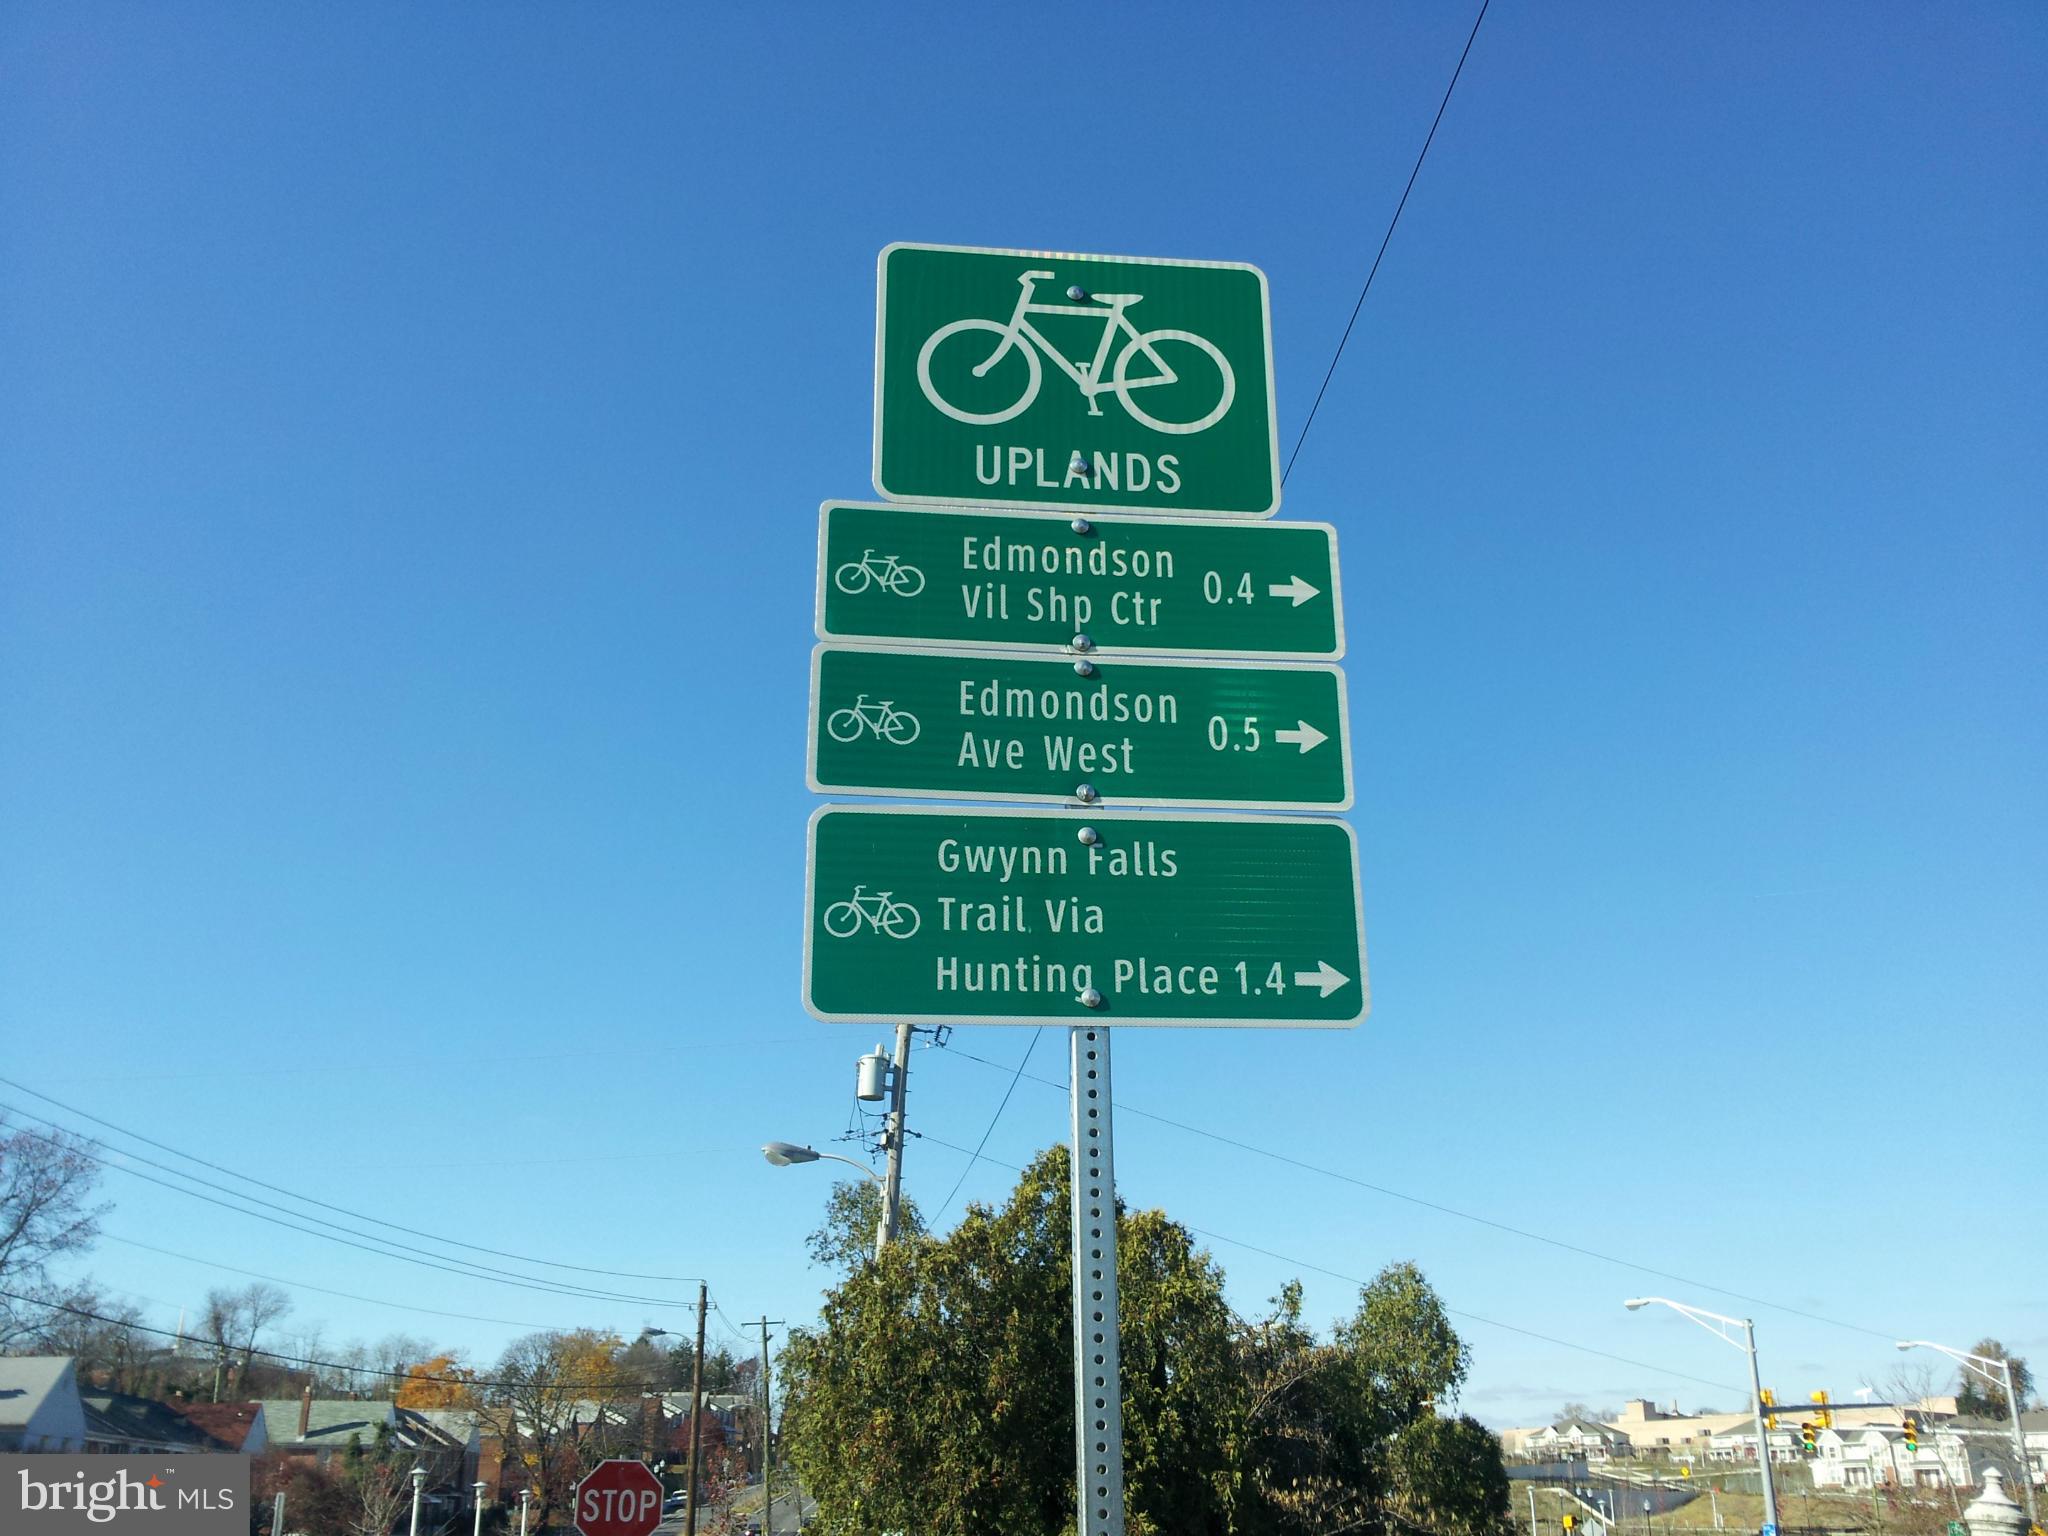 UPLANDS
Edmondson
Vil Shp Ctr 0.4
Edmondson
Ave West 0.5
Gwynn Falls
Trail Via
Hunting Place 1.4
STOP
bright™ MLS